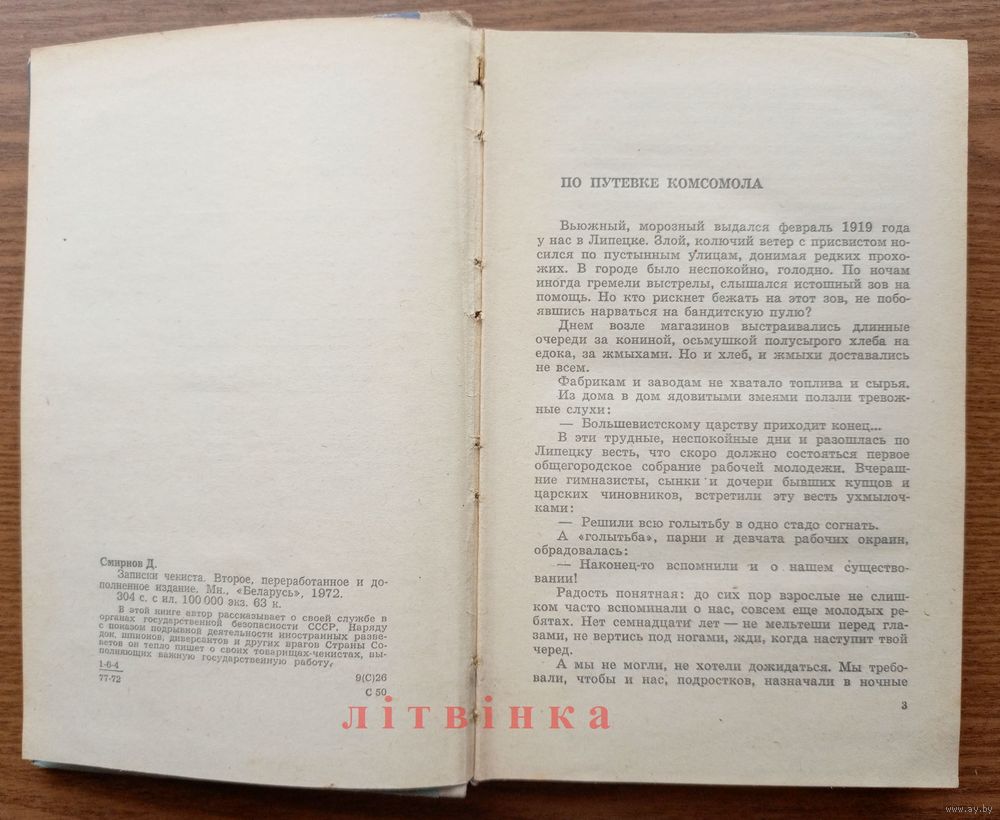 Смирнов Д.
Записки чекиста. Второе, переработанное и до-
полненное издание. Мн., «Беларусь», 1972.
304 с. с ил. 100 000 экз. 63 к.
В этой книге автор рассказывает о своей службе в
органах государственной безопасности СССР. Наряду
с показом подрывной деятельности иностранных развe-
док, шпионов, диверсантов и других врагов Страны Со-
ветов он тепло пишет о своих товарищах-чекистах, вы-
полняющих важную государственную работу.
1-6-4
77-72
9(С)26
С 50
ПО ПУТЕВКЕ КОМСОМОЛА
Вьюжный, морозный выдался февраль 1919 года
у нас в Липецке. Злой, колючий ветер с присвистом но-
сился по пустынным улицам, донимая редких прохо-
жих. В городе было неспокойно, голодно. По ночам
иногда гремели выстрелы, слышался истошный зов на
помощь. Но кто рискнет бежать на этот зов, не побо-
явшись нарваться на бандитскую пулю?
Днем возле магазинов выстраивались длинные
очереди за кониной, осьмушкой полусырого хлеба на
едока, за жмыхами. Но и хлеб, и жмыхи доставались
не всем.
Фабрикам и заводам не хватало топлива и сырья.
Из дома в дом ядовитыми змеями ползли тревож-
ные слухи:
— Большевистскому царству приходит конец...
В эти трудные, неспокойные дни и разошлась по
Липецку весть, что скоро должно состояться первое
общегородское собрание рабочей молодежи. Вчераш-
ние гимназисты, сынки и дочери бывших купцов и
царских чиновников, встретили эту весть ухмылоч-
ками:
— Решили всю голытьбу в одно стадо согнать.
А «голытьба», парни и девчата рабочих окраин,
обрадовалась:
— Наконец-то вспомнили и о нашем существо-
вании!
Радость понятная: до сих пор взрослые не слиш-
ком часто вспоминали о нас, совсем еще молодых ре-
бятах. Нет семнадцати лет — не мельтеши перед гла-
зами, не вертись под ногами, жди, когда наступит твой
черед.
А мы не могли, не хотели дожидаться. Мы требо-
вали, чтобы и нас, подростков, назначали в ночные
3
літвінка
www.ay.by